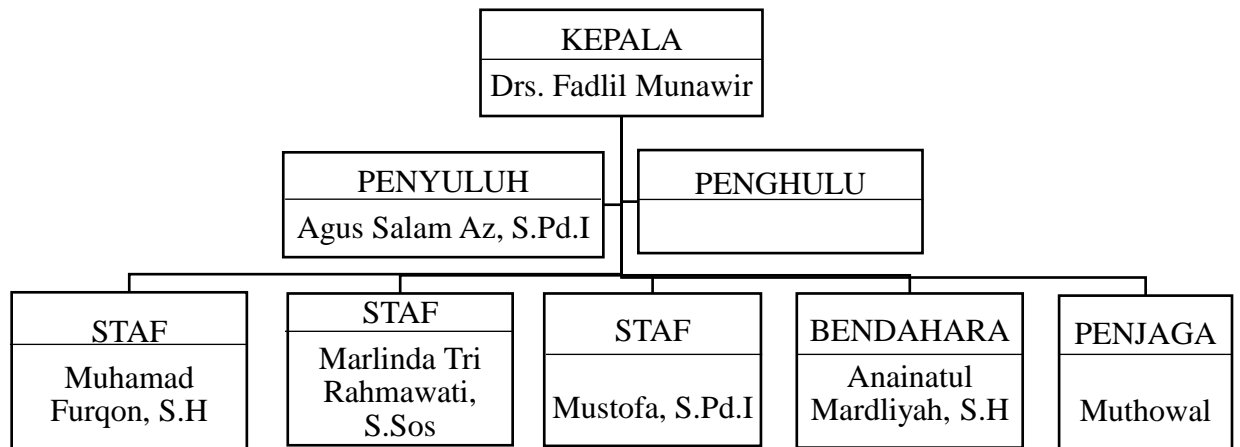 KEPALA
Drs. Fadlil Munawir
PENYULUH
Agus Salam Az, S.Pd.I
PENGHULU
STAF
Muhamad
Furqon, S.H
STAF
Marlinda Tri
Rahmawati,
S.Sos
STAF
Mustofa, S.Pd.I
BENDAHARA
Anainatul
Mardliyah, S.H
PENJAGA
Muthowal